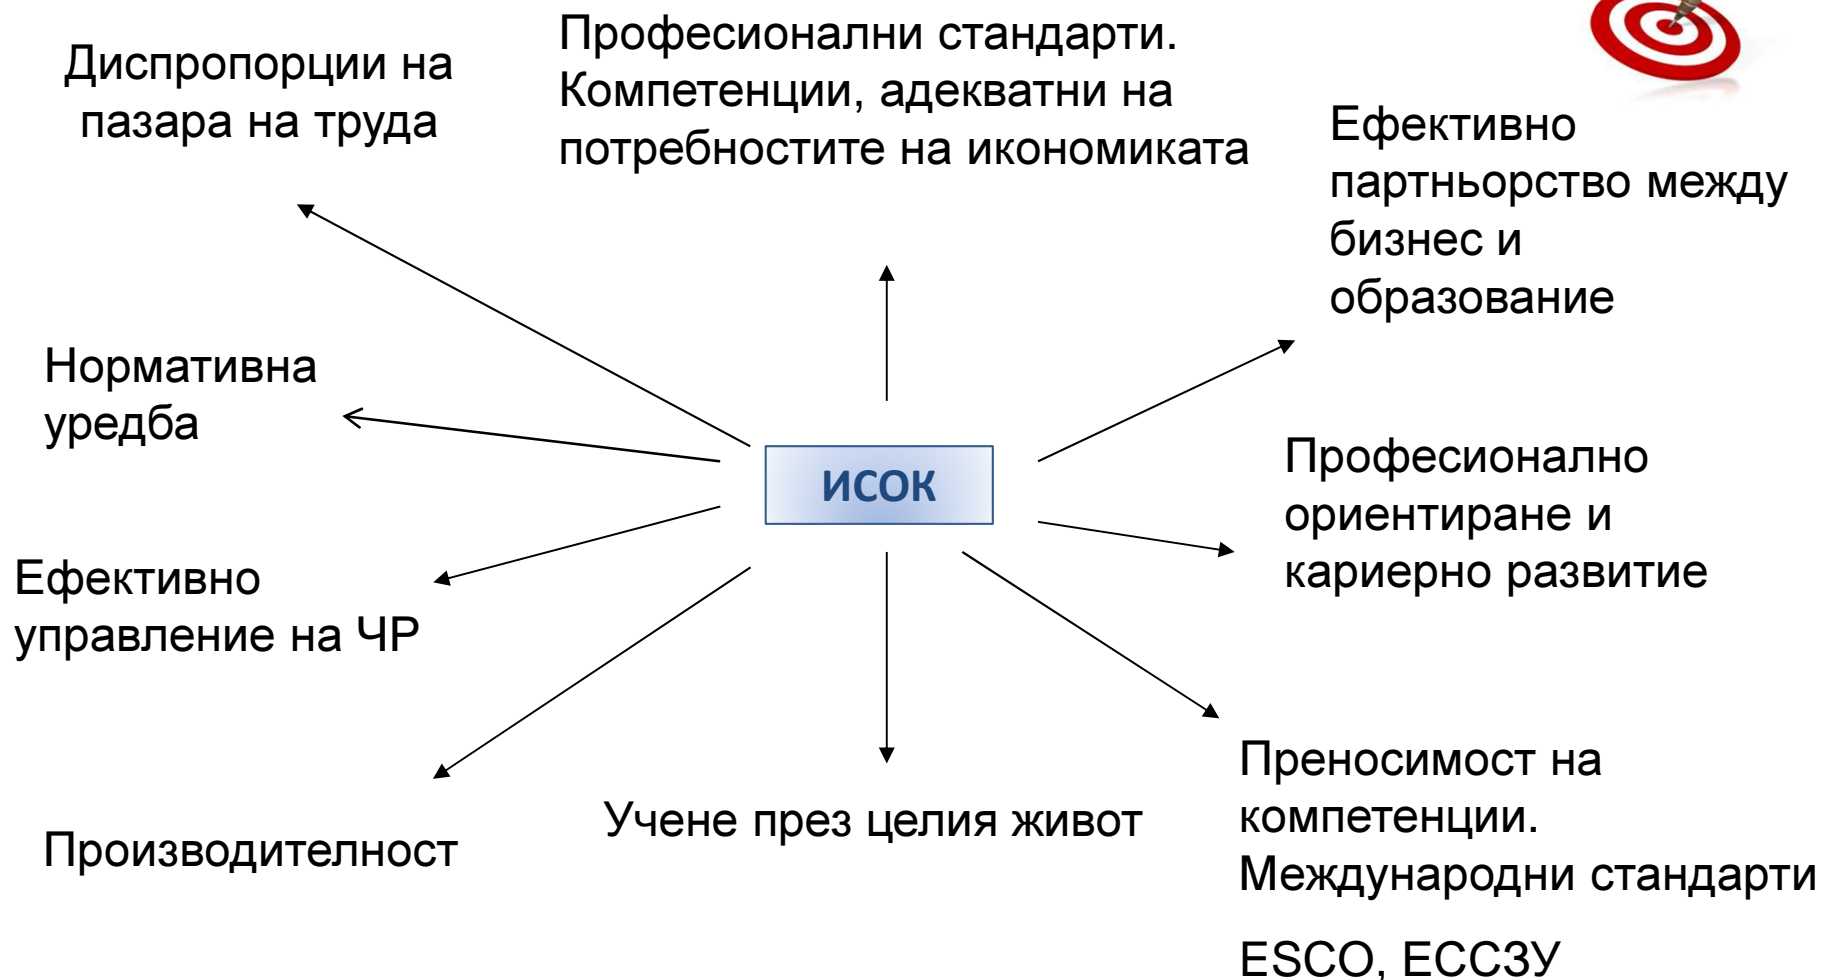 Диспропорции на
пазара на труда
Професионални стандарти.
Компетенции, адекватни на
потребностите на икономиката
Ефективно
партньорство между
бизнес и
образование
Нормативна
уредба
ИСОК
Професионално
ориентиране и
кариерно развитие
Ефективно
управление на ЧР
Производителност
Учене през целия живот
Преносимост на
компетенции.
Международни стандарти
ESCO, ЕССЗУ